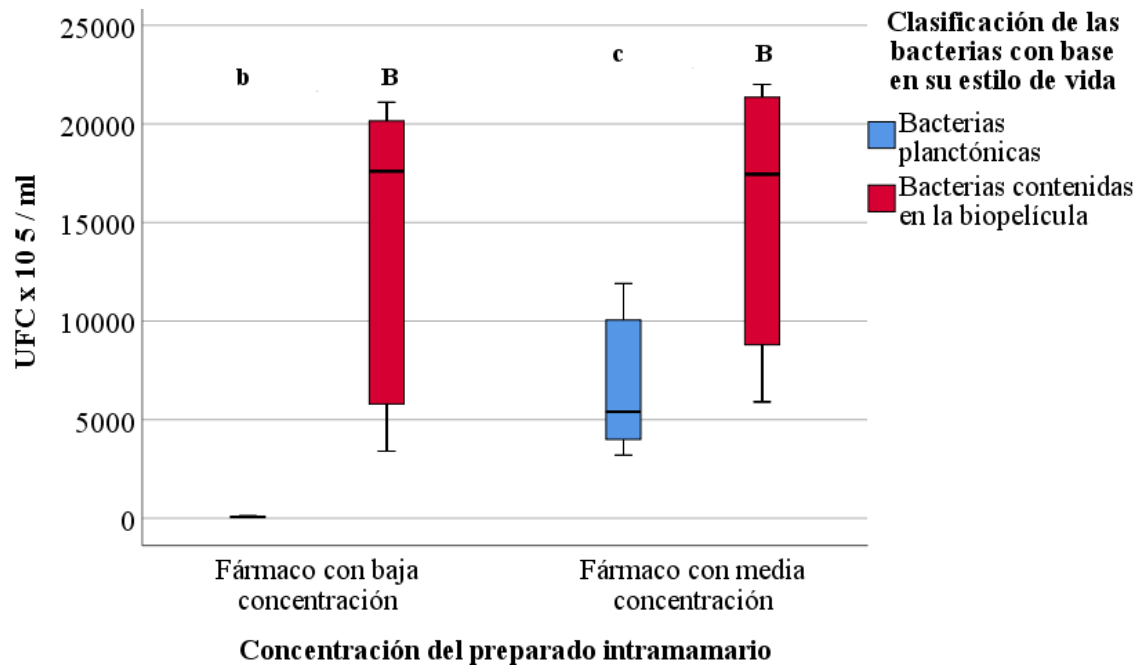 25000
20000
15000
10000
5000
0
UFC x 10 5 / ml
b
B
c
B
Clasificación de las
bacterias con base
en su estilo de vida
Bacterias
planctónicas
Bacterias contenidas
en la biopelícula
Fármaco con baja
concentración
Fármaco con media
concentración
Concentración del preparado intramamario